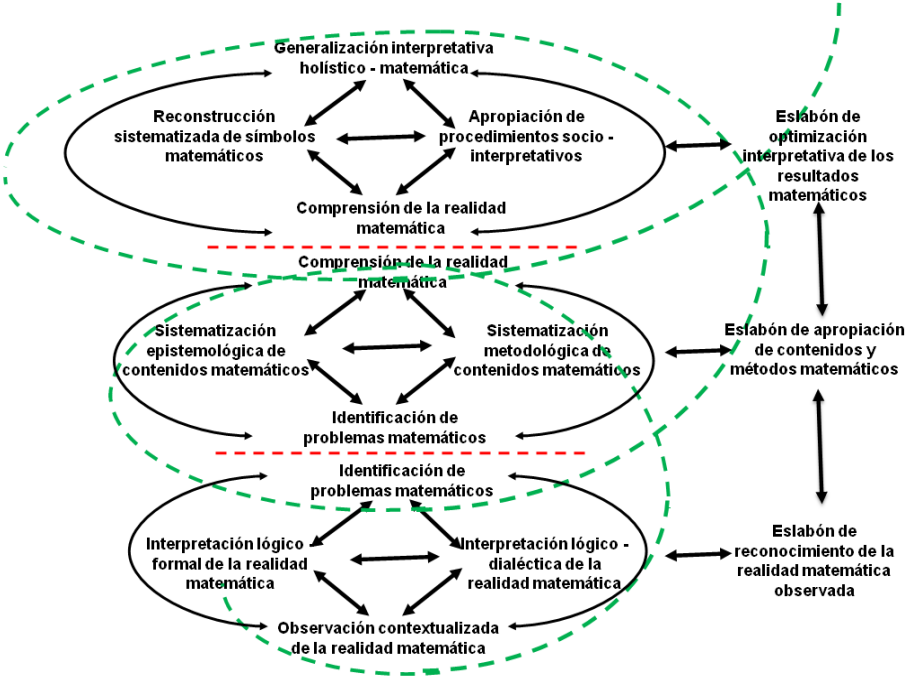 Generalización interpretativa
holístico - matemática
Reconstrucción
sistematizada de símbolos
matemáticos
Apropiación de
procedimientos socio -
interpretativos
Eslabón de
optimización
interpretativa de los
resultados
matemáticos
Comprensión de la realidad
matemática
Comprensión de la realidad
matemática
Sistematización
epistemológica de
contenidos matemáticos
Sistematización
metodológica de
contenidos matemáticos
Eslabón de apropiación
de contenidos y
métodos matemáticos
Identificación de
problemas matemáticos
Identificación de
problemas matemáticos
Interpretación lógico -
formal de la realidad
matemática
Interpretación lógico -
dialéctica de la
realidad matemática
Eslabón de
reconocimiento de la
realidad matemática
observada
Observación contextualizada
de la realidad matemática